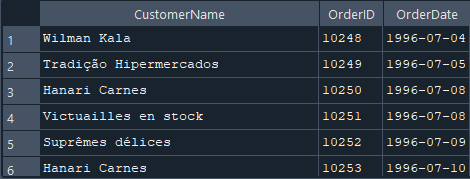 CustomerName OrderID OrderDate
1 Wilman Kala 10248 1996-07-04
2 Tradição Hipermercados 10249 1996-07-05
3 Hanari Carnes 10250 1996-07-08
4 Victuailles en stock 10251 1996-07-08
5 Suprêmes délices 10252 1996-07-09
6 Hanari Carnes 10253 1996-07-10